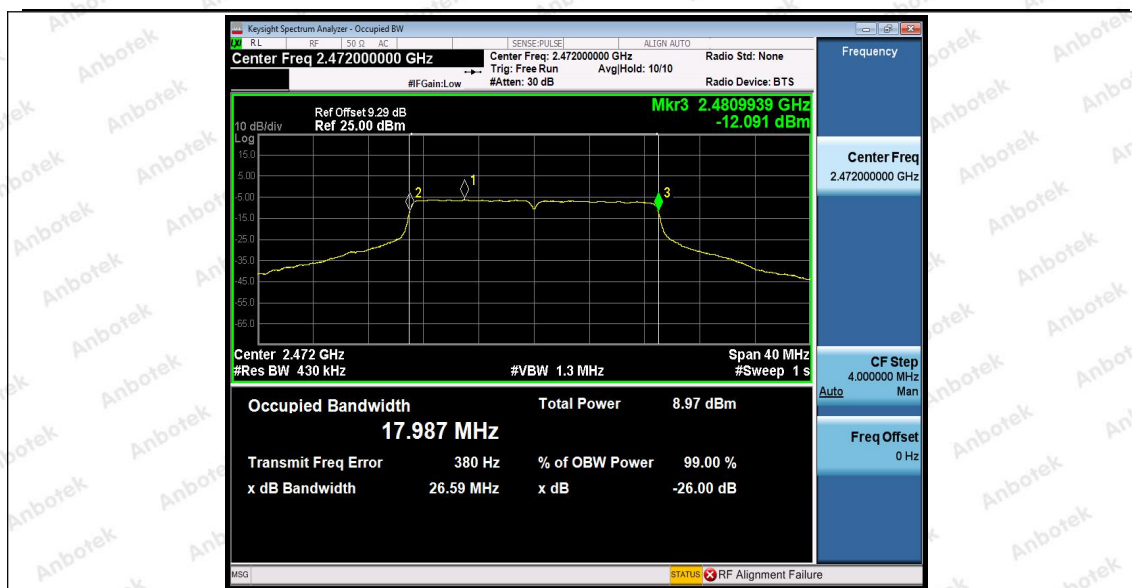 Keysight Spectrum Analyzer - Occupied BW
RL RF 50 Ω AC SENSE:PULSE ALIGN AUTO
Center Freq 2.472000000 GHz
Center Freq: 2.472000000 GHz Radio Std: None
Trig: Free Run Avg|Hold: 10/10
#IFGain:Low #Atten: 30 dB Radio Device: BTS
Frequency
Mkr3 2.4809939 GHz
-12.091 dBm
Ref Offset 9.29 dB
10 dB/div Ref 25.00 dBm
Log
15.0
5.00
-5.00
-15.0
-25.0
-35.0
-45.0
-55.0
-65.0
2
1
3
Center 2.472 GHz Span 40 MHz
#Res BW 430 kHz #VBW 1.3 MHz #Sweep 1 s
Occupied Bandwidth Total Power 8.97 dBm
17.987 MHz
Transmit Freq Error 380 Hz % of OBW Power 99.00 %
x dB Bandwidth 26.59 MHz x dB -26.00 dB
Center Freq
2.472000000 GHz
CF Step
4.000000 MHz
Auto Man
Freq Offset
0 Hz
MSG STATUS RF Alignment Failure
Anbotek